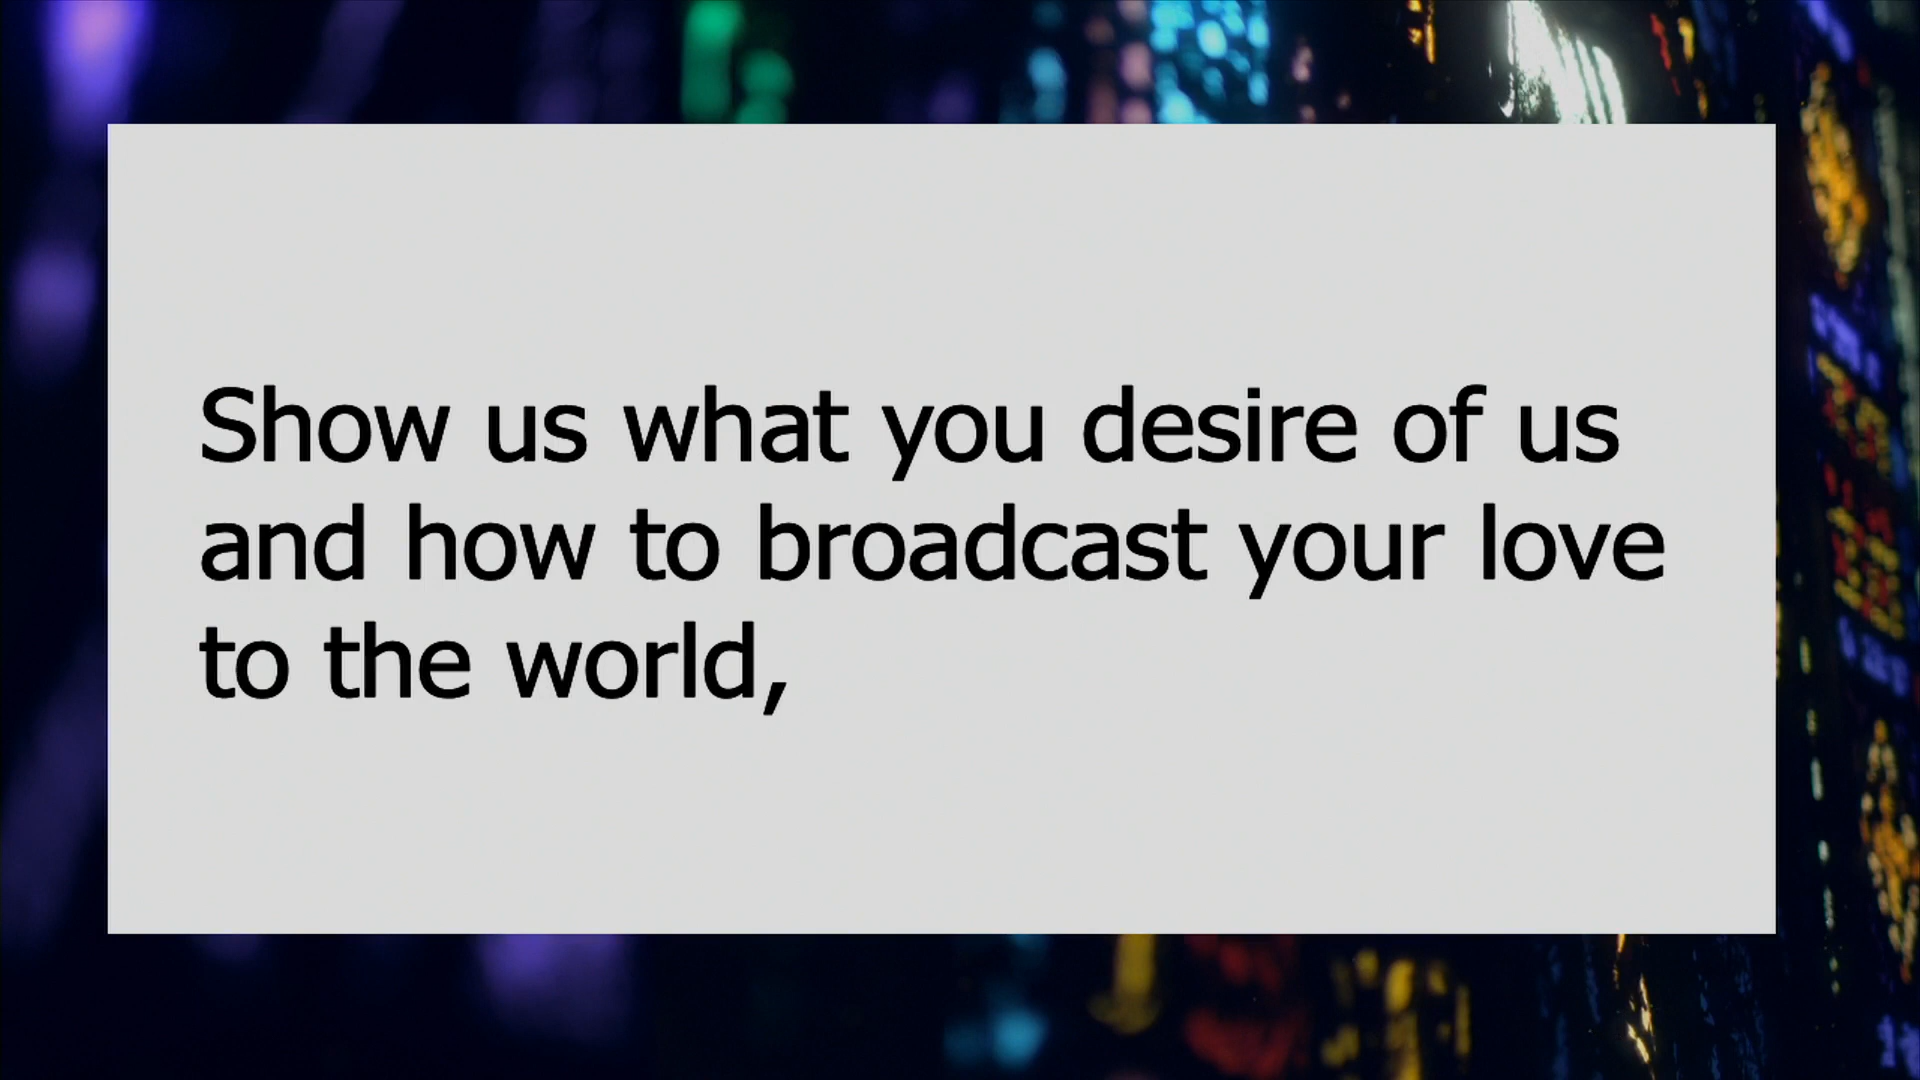 Show us what you desire of us
and how to broadcast your love
to the world,